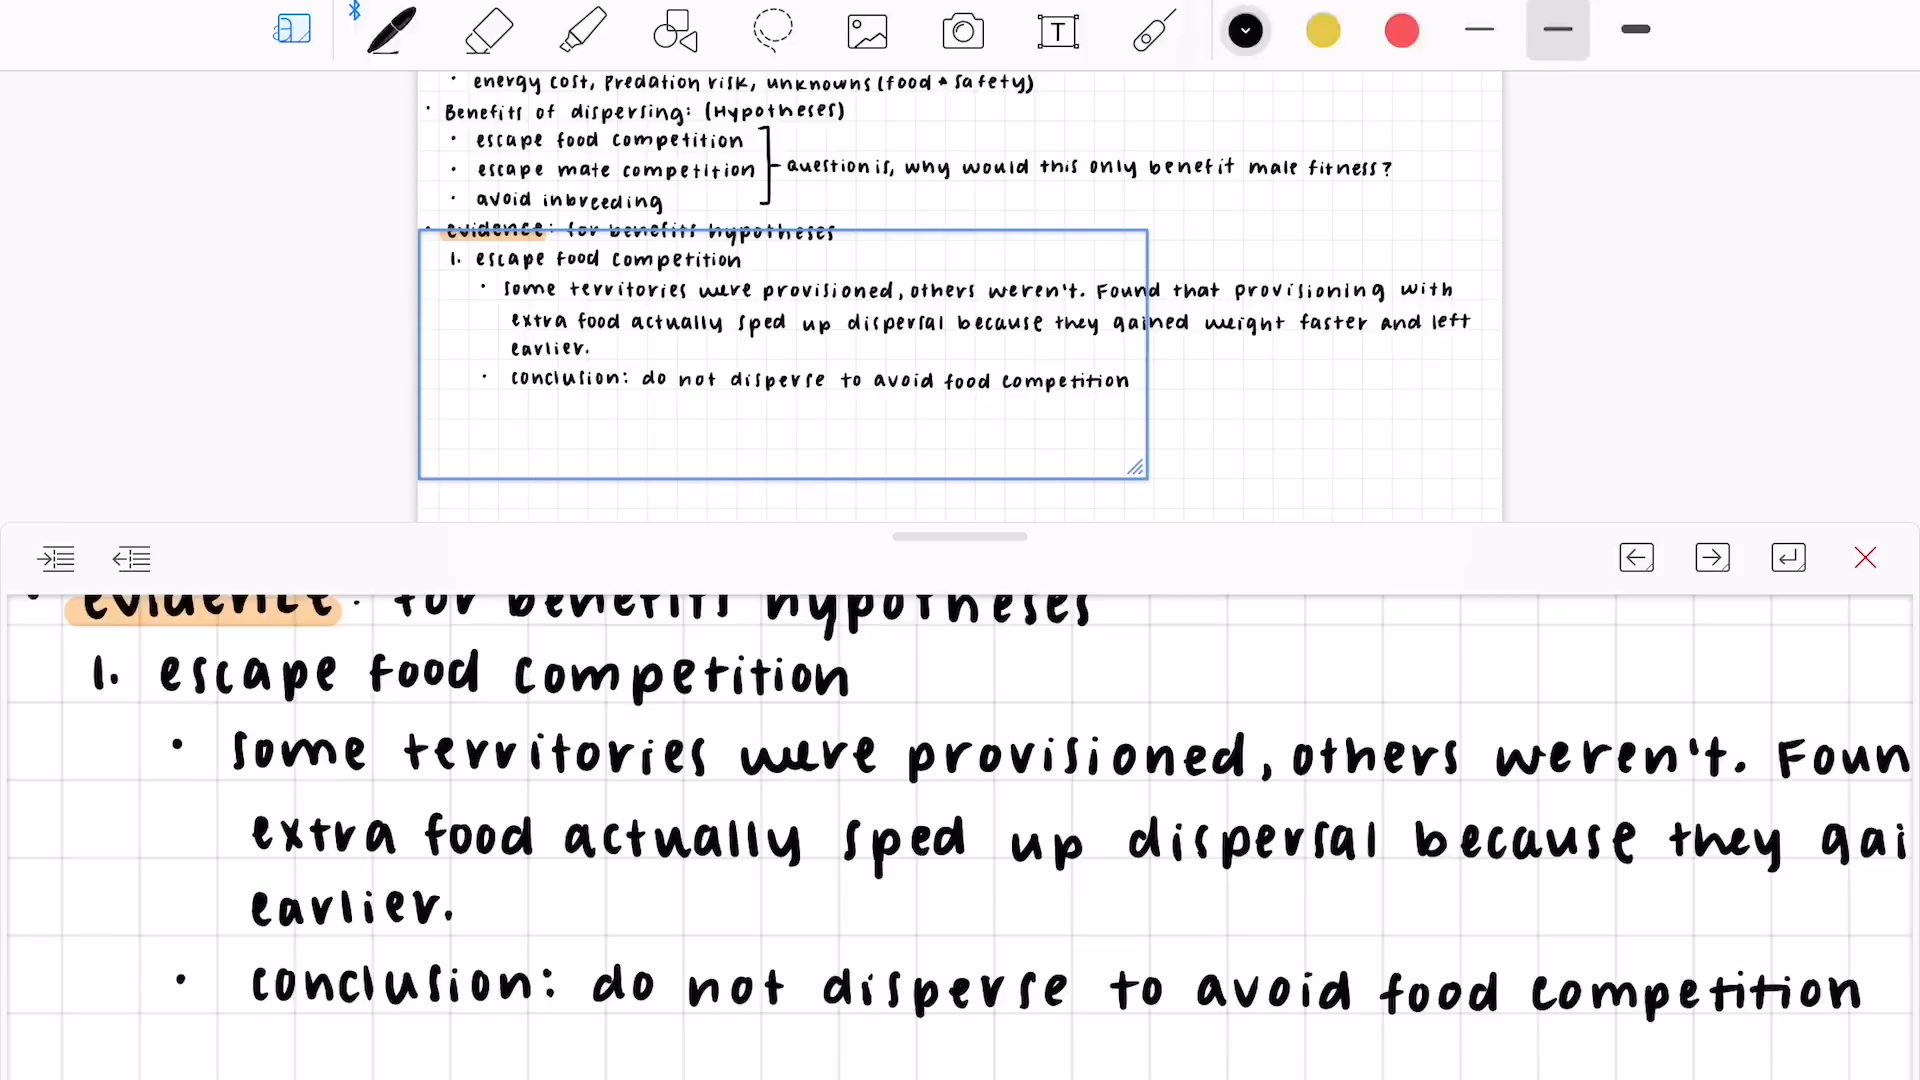 energy cost, Predation risk, unknowns (food + safety)
Benefits of dispersing: (Hypotheses)
escape food competition
escape mate competition
question is, why would this only benefit male fitness?
avoid inbreeding
evidence: for benefits hypotheses
1. escape food competition
some territories were provisioned, others weren't. Found that provisioning with
extra food actually sped up dispersal because they gained weight faster and left
earlier.
conclusion: do not disperse to avoid food competition
evidence: for benefits hypotheses
1. escape food competition
some territories were provisioned, others weren't. Foun
extra food actually sped up dispersal because they gai
earlier.
conclusion: do not disperse to avoid food competition